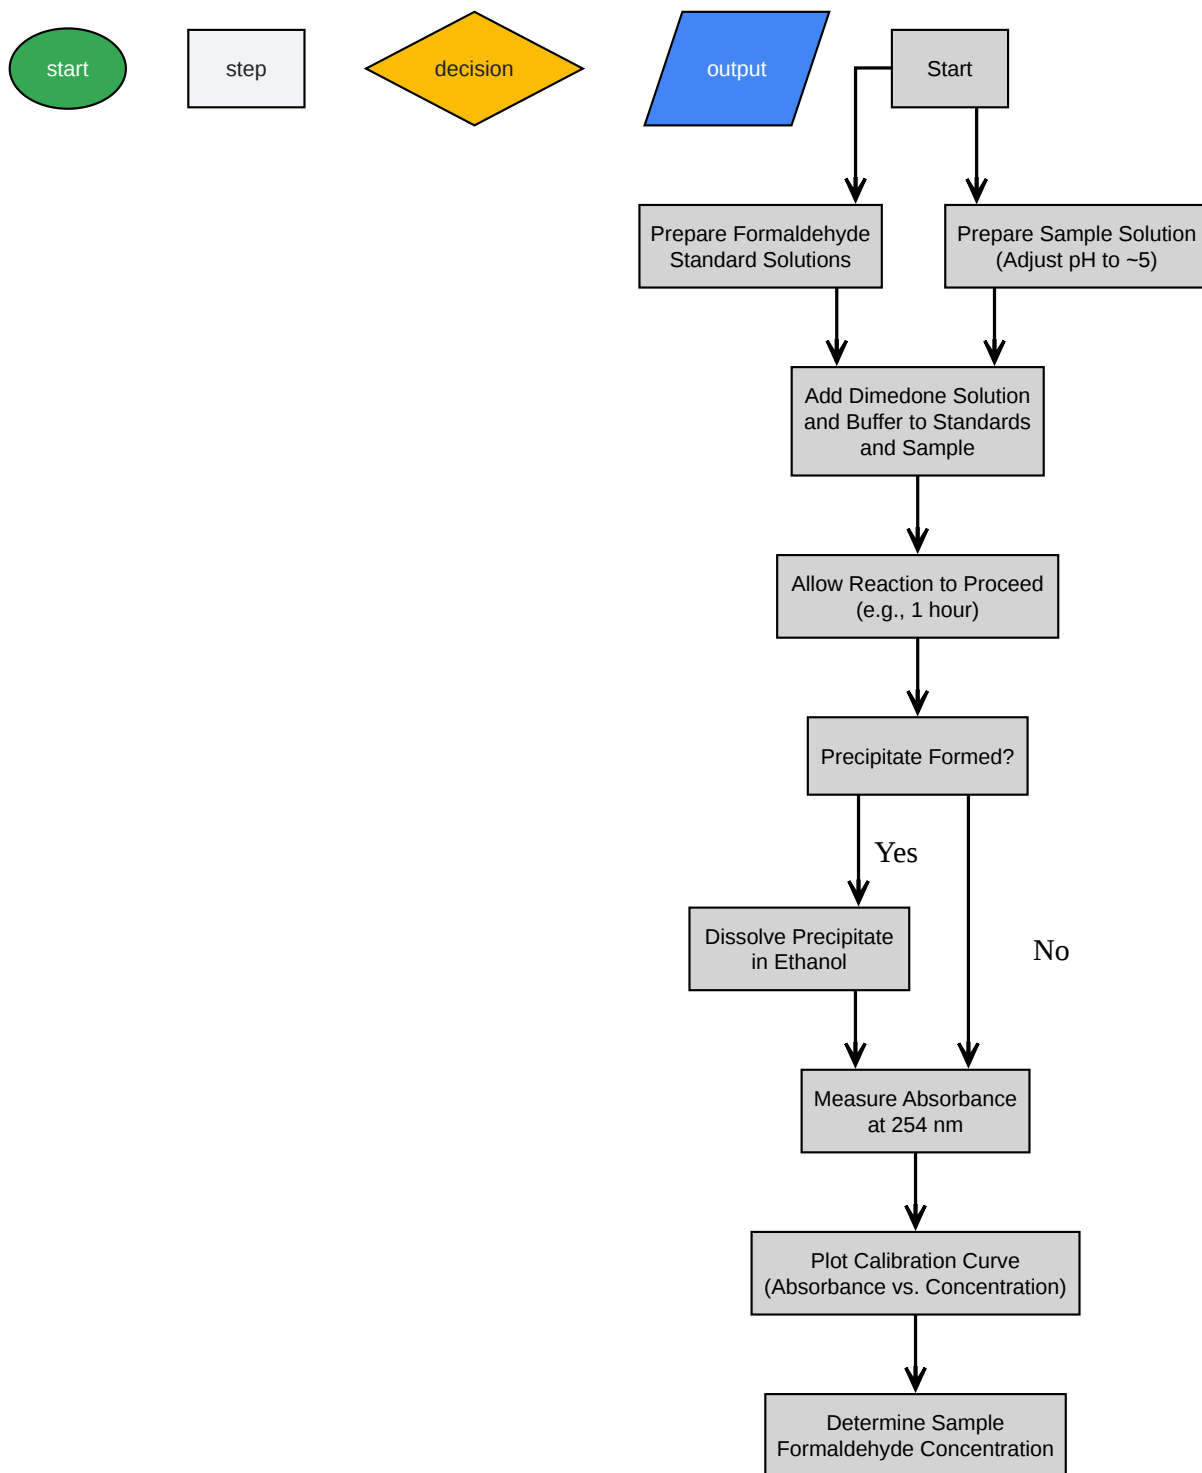 start
step
decision
output
Start
Prepare Formaldehyde
Standard Solutions
Prepare Sample Solution
(Adjust pH to ~5)
Add Dimedone Solution
and Buffer to Standards
and Sample
Allow Reaction to Proceed
(e.g., 1 hour)
Precipitate Formed?
Yes
Dissolve Precipitate
in Ethanol
No
Measure Absorbance
at 254 nm
Plot Calibration Curve
(Absorbance vs. Concentration)
Determine Sample
Formaldehyde Concentration